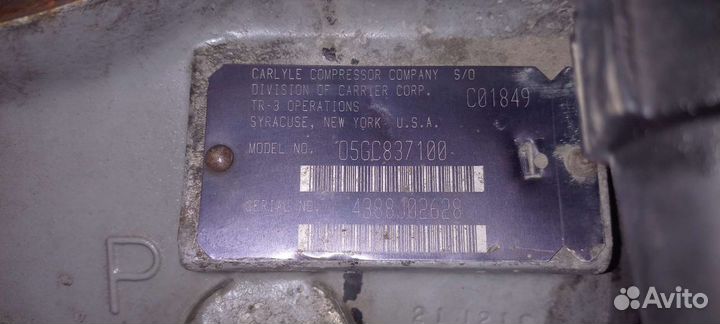 CARLYLE COMPRESSOR COMPANY S/O
DIVISION OF CARRIER CORP. C01849
TR-3 OPERATIONS
SYRACUSE, NEW YORK U.S.A.
MODEL NO. 05GC837100
SERIAL NO. 4398J02628
P
Avito